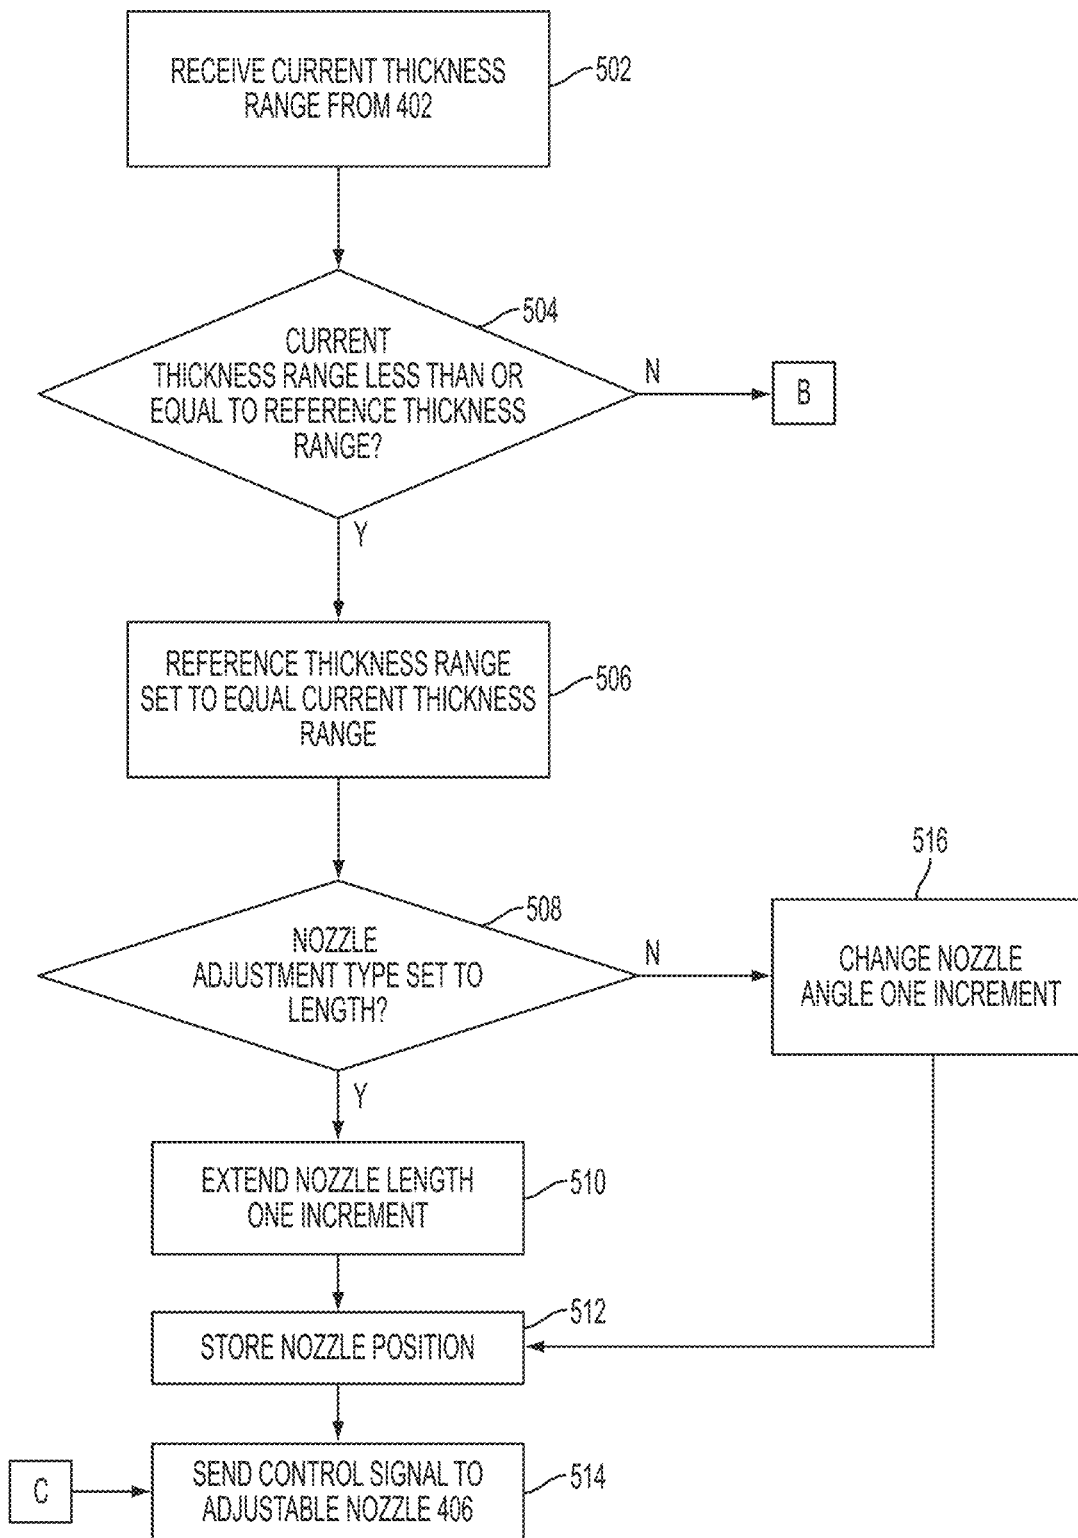 RECEIVE CURRENT THICKNESS
RANGE FROM 402
502
504
CURRENT
THICKNESS RANGE LESS THAN OR
EQUAL TO REFERENCE THICKNESS
RANGE?
N
B
Y
REFERENCE THICKNESS RANGE
SET TO EQUAL CURRENT THICKNESS
RANGE
506
508
NOZZLE
ADJUSTMENT TYPE SET TO
LENGTH?
N
516
CHANGE NOZZLE
ANGLE ONE INCREMENT
Y
EXTEND NOZZLE LENGTH
ONE INCREMENT
510
STORE NOZZLE POSITION
512
C
SEND CONTROL SIGNAL TO
ADJUSTABLE NOZZLE 406
514